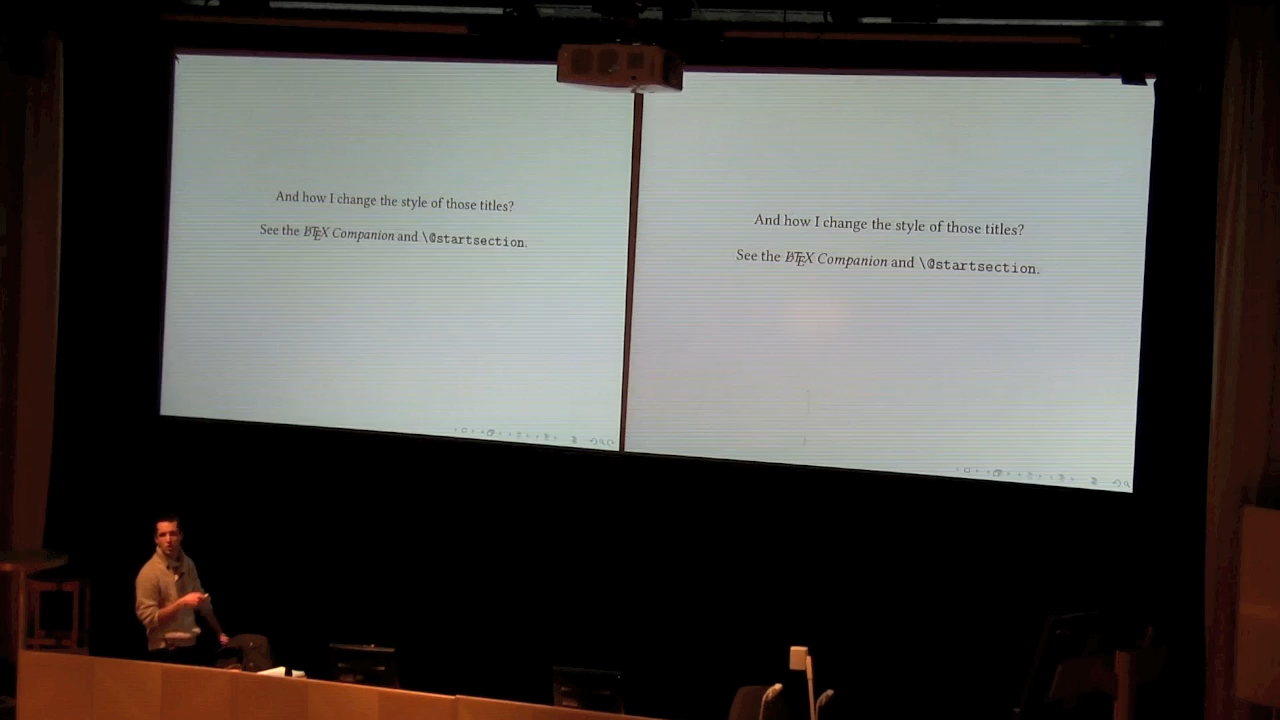 And how I change the style of those titles?
See the LATEX Companion and \@startsection.
And how I change the style of those titles?
See the LATEX Companion and \@startsection.